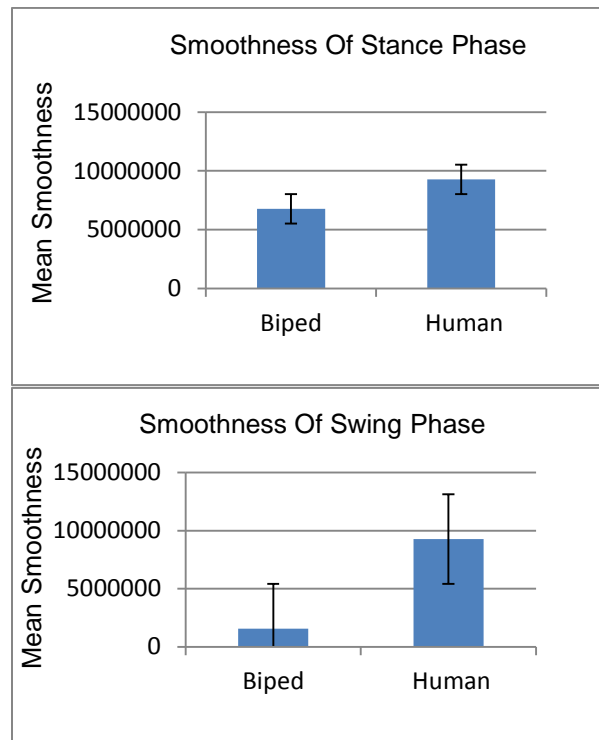 Smoothness Of Stance Phase
15000000
10000000
5000000
0
Mean Smoothness
Biped Human
Smoothness Of Swing Phase
15000000
10000000
5000000
0
Mean Smoothness
Biped Human